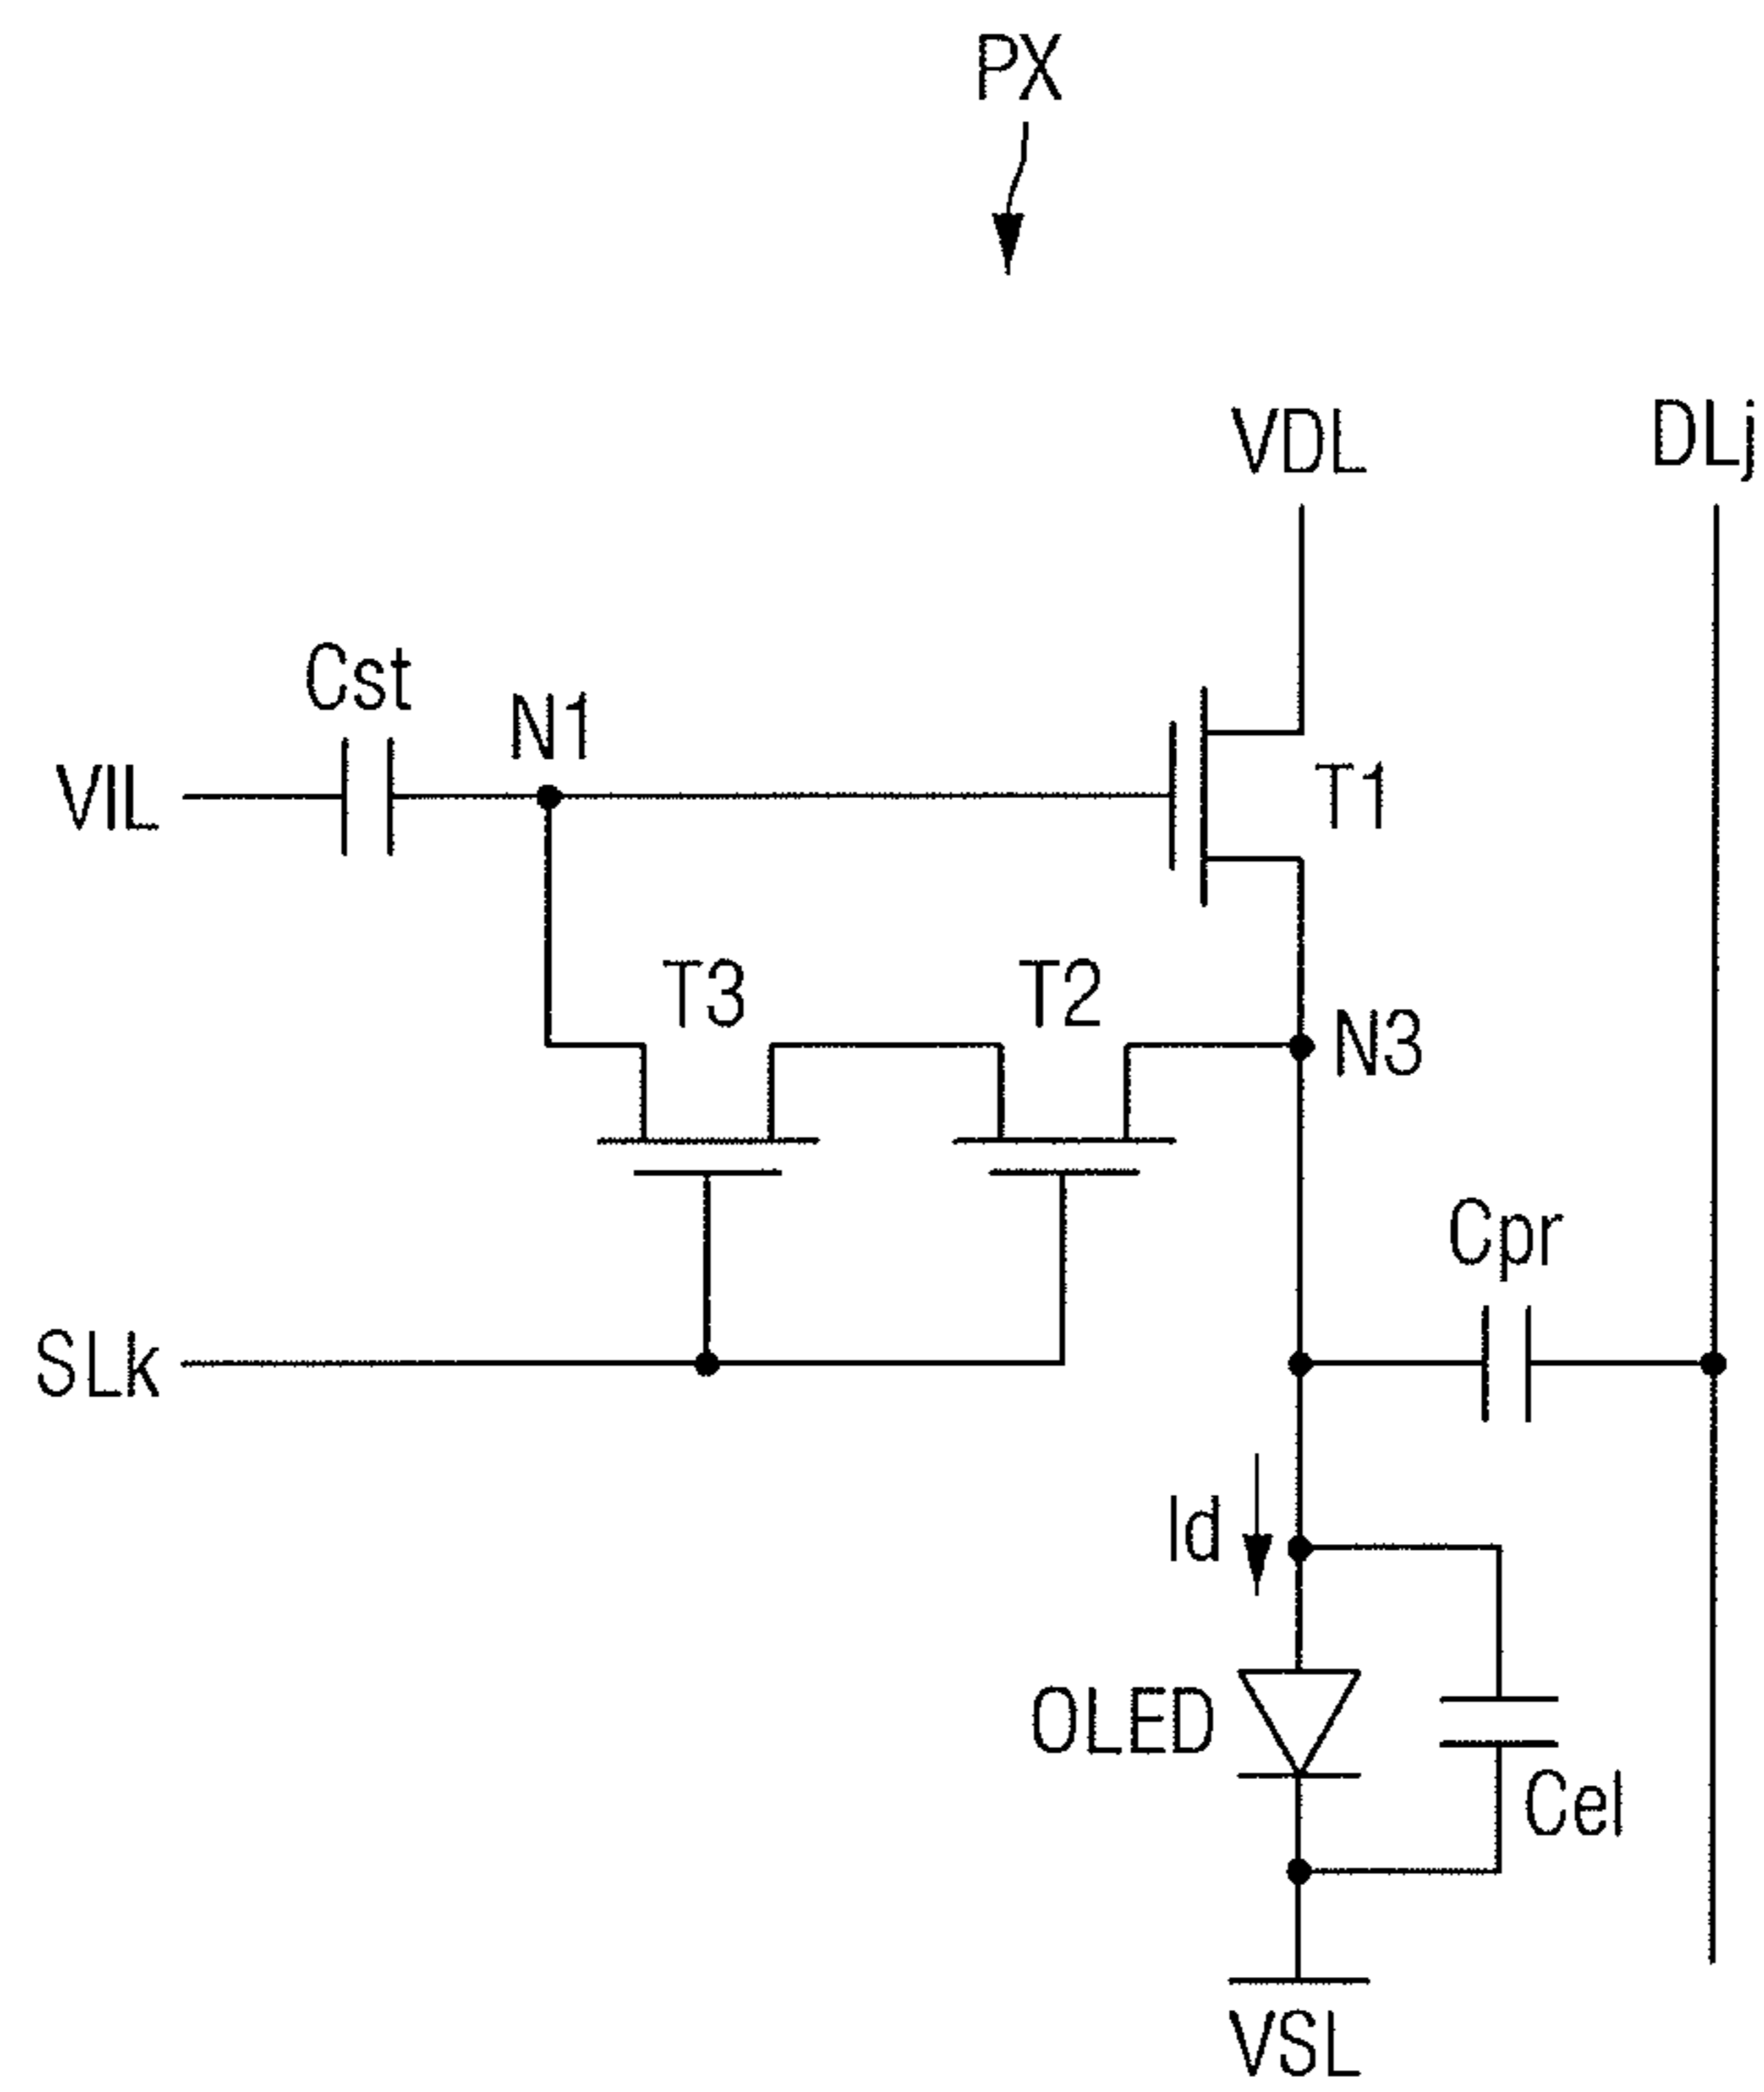 PX
VDL
DLj
Cst
N1
VIL
T1
T3
T2
N3
Cpr
SLk
Id
OLED
Cel
VSL